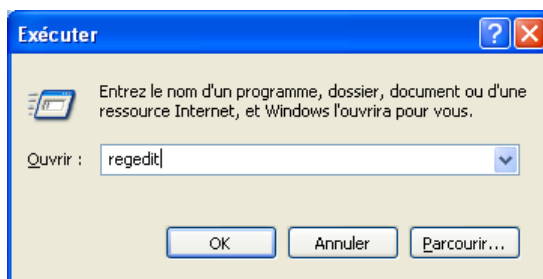 Exécuter
Entrez le nom d'un programme, dossier, document ou d'une
ressource Internet, et Windows l'ouvrira pour vous.
Ouvrir : regedit
OK Annuler Parcourir...